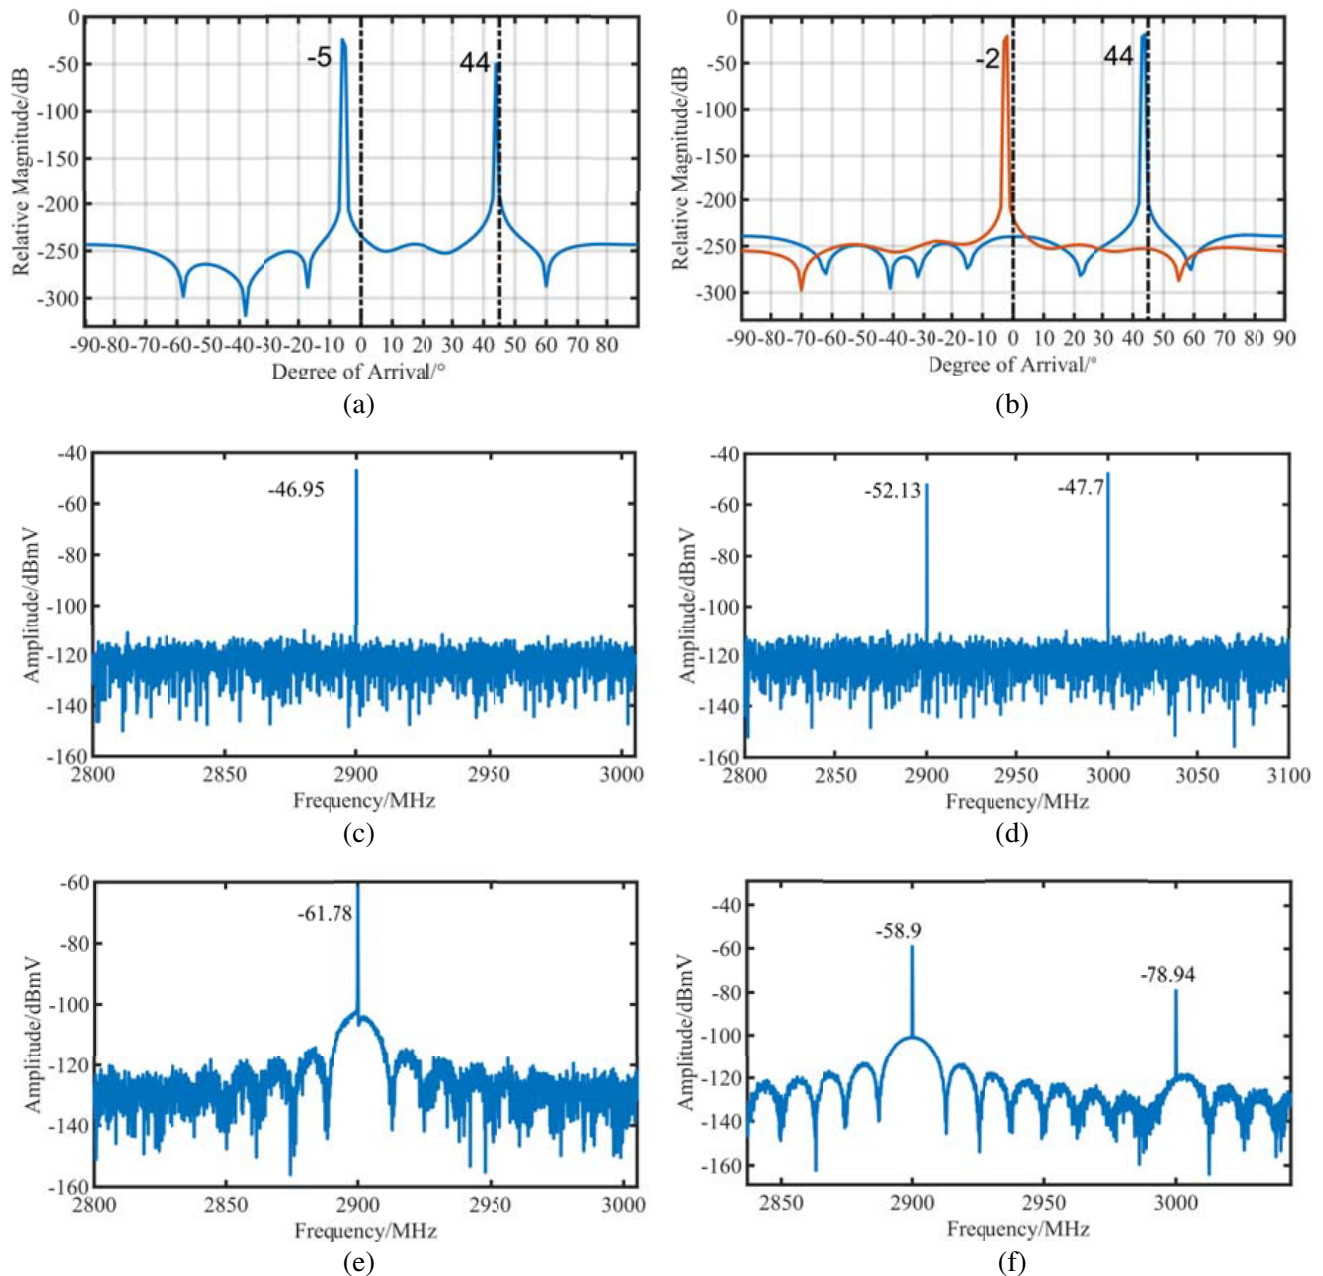 0
-50
-100
-150
-200
-250
-300
Relative Magnitude/dB
-5
44
-90-80 -70-60-50-40-30-20-10 0 10 20 30 40 50 60 70 80
Degree of Arrival/°
(a)
0
-50
-100
-150
-200
-250
-300
Relative Magnitude/dB
-2
44
-90-80-70-60-50-40-30-20-10 0 10 20 30 40 50 60 70 80 90
Degree of Arrival/°
(b)
-40
-60
-80
-100
-120
-140
-160
Amplitude/dBmV
-46.95
2800 2850 2900 2950 3000
Frequency/MHz
(c)
-40
-60
-80
-100
-120
-140
-160
Amplitude/dBmV
-52.13
-47.7
2800 2850 2900 2950 3000 3050 3100
Frequency/MHz
(d)
-60
-80
-100
-120
-140
-160
Amplitude/dBmV
-61.78
2800 2850 2900 2950 3000
Frequency/MHz
(e)
-40
-60
-80
-100
-120
-140
-160
Amplitude/dBmV
-58.9
-78.94
2850 2900 2950 3000
Frequency/MHz
(f)